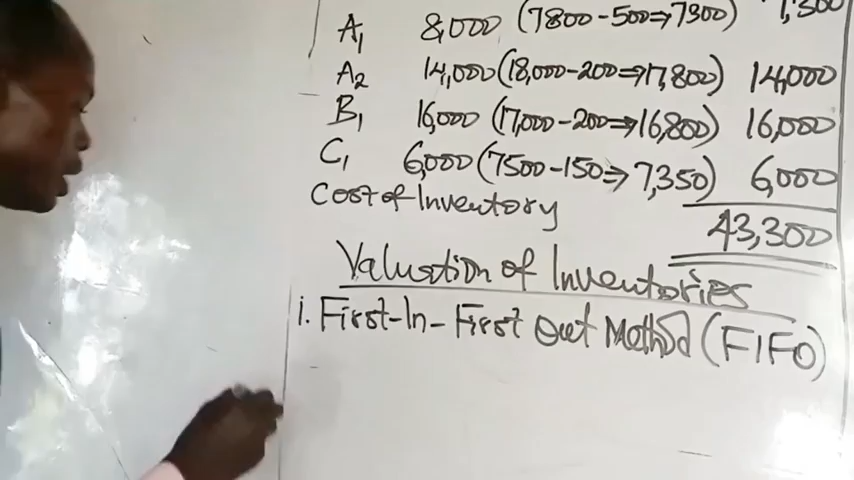 A1 8,000 (7800-500⇒7300) 7,300
A2 14,000 (18,000-200⇒17,800) 14,000
B1 16,000 (17,000-200⇒16,800) 16,000
C1 6,000 (7500-150⇒7,350) 6,000
Cost of Inventory 43,300
Valuation of Inventories
i. First-In-First Out Method (FIFO)